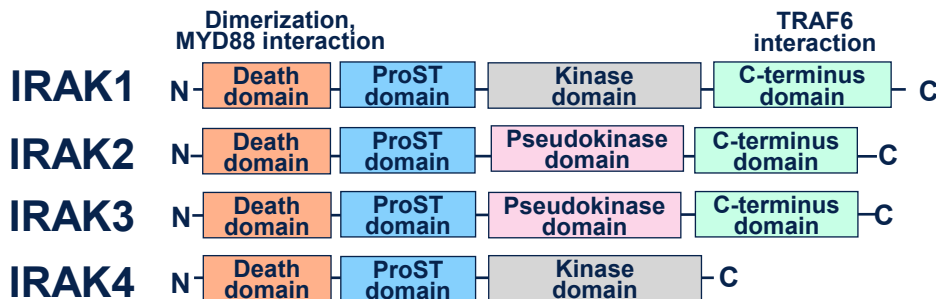 Dimerization,
MYD88 interaction
TRAF6
interaction
IRAK1 N Death domain ProST domain Kinase domain C-terminus domain C
IRAK2 N Death domain ProST domain Pseudokinase domain C-terminus domain C
IRAK3 N Death domain ProST domain Pseudokinase domain C-terminus domain C
IRAK4 N Death domain ProST domain Kinase domain C